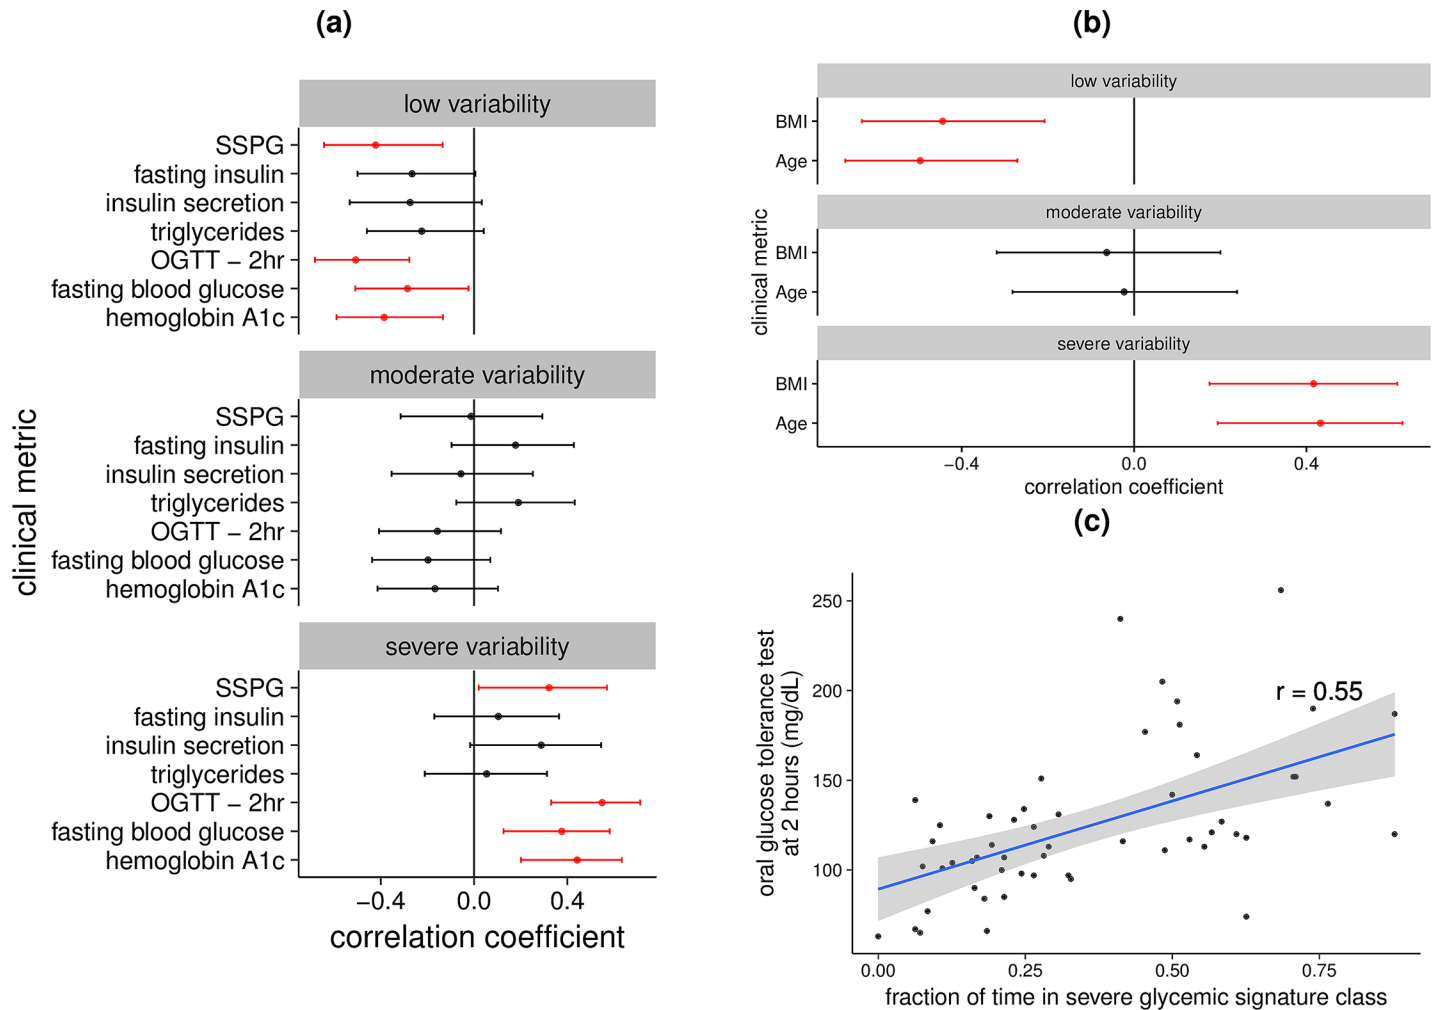 (a)
low variability
SSPG
fasting insulin
insulin secretion
triglycerides
OGTT − 2hr
fasting blood glucose
hemoglobin A1c
moderate variability
SSPG
fasting insulin
insulin secretion
triglycerides
OGTT − 2hr
fasting blood glucose
hemoglobin A1c
severe variability
SSPG
fasting insulin
insulin secretion
triglycerides
OGTT − 2hr
fasting blood glucose
hemoglobin A1c
−0.4 0.0 0.4
correlation coefficient
clinical metric
(b)
low variability
BMI
Age
moderate variability
BMI
Age
severe variability
BMI
Age
−0.4 0.0 0.4
correlation coefficient
clinical metric
(c)
250
200
150
100
r = 0.55
0.00 0.25 0.50 0.75
fraction of time in severe glycemic signature class
oral glucose tolerance test
at 2 hours (mg/dL)